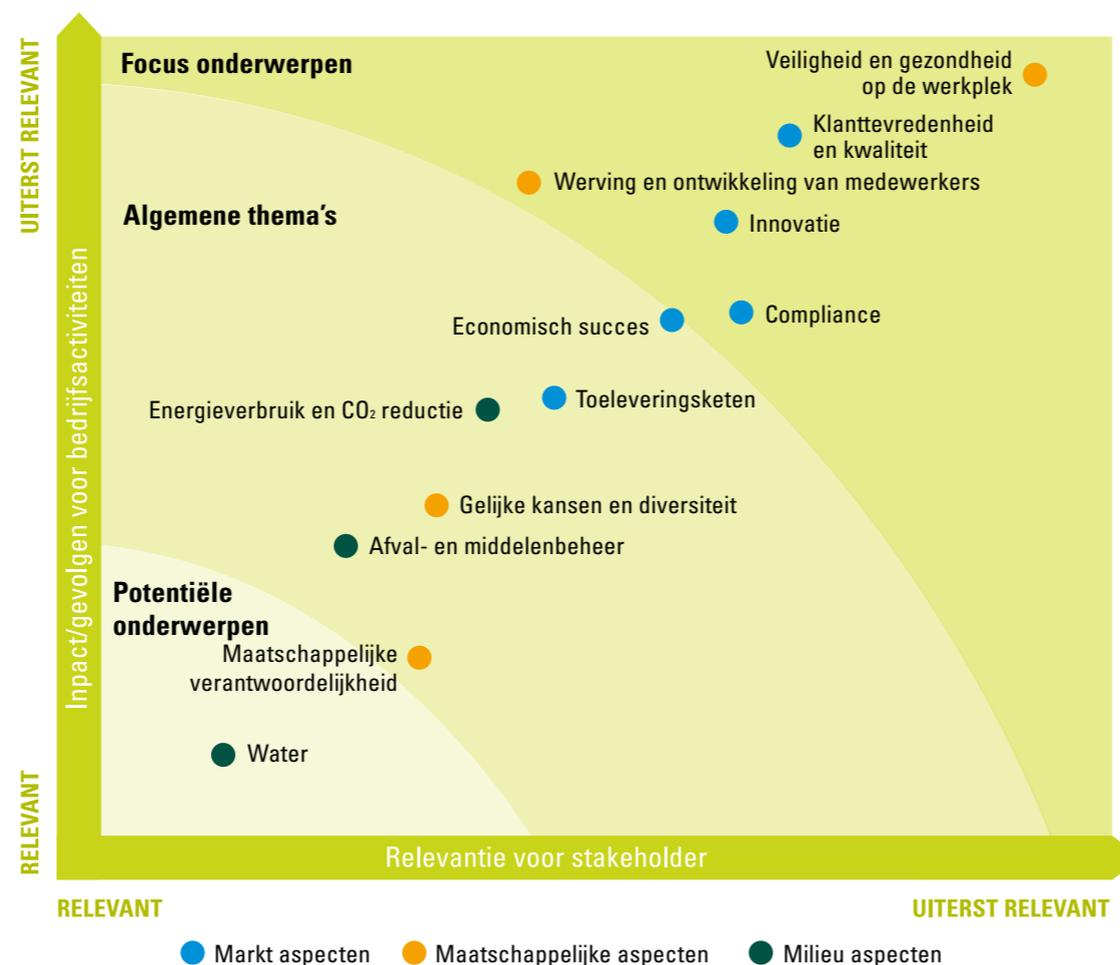 UITERST RELEVANT
Inpact/gevolgen voor bedrijfsactiviteiten
RELEVANT
Focus onderwerpen
Veiligheid en gezondheid
op de werkplek
Klanttevredenheid
en kwaliteit
Werving en ontwikkeling van medewerkers
Algemene thema's
Innovatie
Compliance
Economisch succes
Toeleveringsketen
Energieverbruik en CO₂ reductie
Gelijke kansen en diversiteit
Afval- en middelenbeheer
Potentiële
onderwerpen
Maatschappelijke
verantwoordelijkheid
Water
Relevantie voor stakeholder
RELEVANT
UITERST RELEVANT
Markt aspecten
Maatschappelijke aspecten
Milieu aspecten